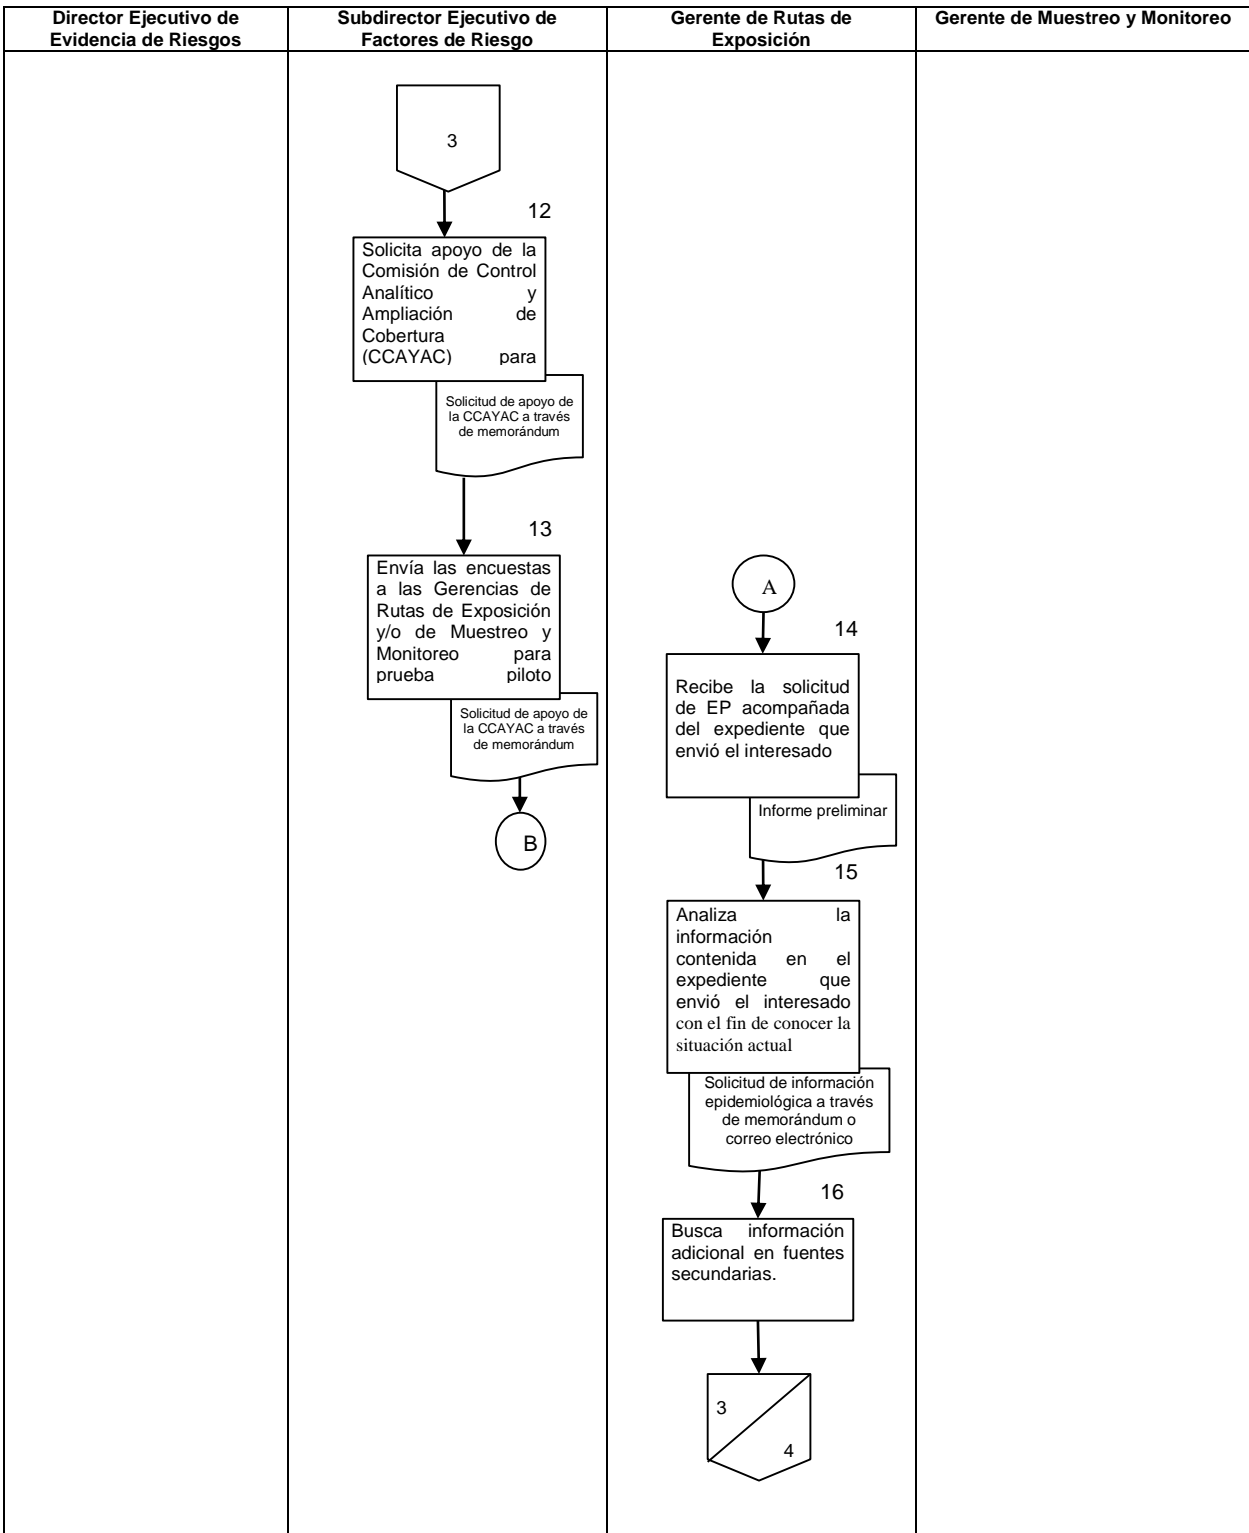 Director Ejecutivo de
Evidencia de Riesgos
Subdirector Ejecutivo de
Factores de Riesgo
Gerente de Rutas de
Exposición
Gerente de Muestreo y Monitoreo
3
12
Solicita apoyo de la
Comisión de Control
Analítico y
Ampliación de
Cobertura
(CCAYAC) para
Solicitud de apoyo de
la CCAYAC a través
de memorándum
13
Envía las encuestas
a las Gerencias de
Rutas de Exposición
y/o de Muestreo y
Monitoreo para
prueba piloto
Solicitud de apoyo de
la CCAYAC a través
de memorándum
B
A
14
Recibe la solicitud
de EP acompañada
del expediente que
envió el interesado
Informe preliminar
15
Analiza la
información
contenida en el
expediente que
envió el interesado
con el fin de conocer la
situación actual
Solicitud de información
epidemiológica a través
de memorándum o
correo electrónico
16
Busca información
adicional en fuentes
secundarias.
3
4